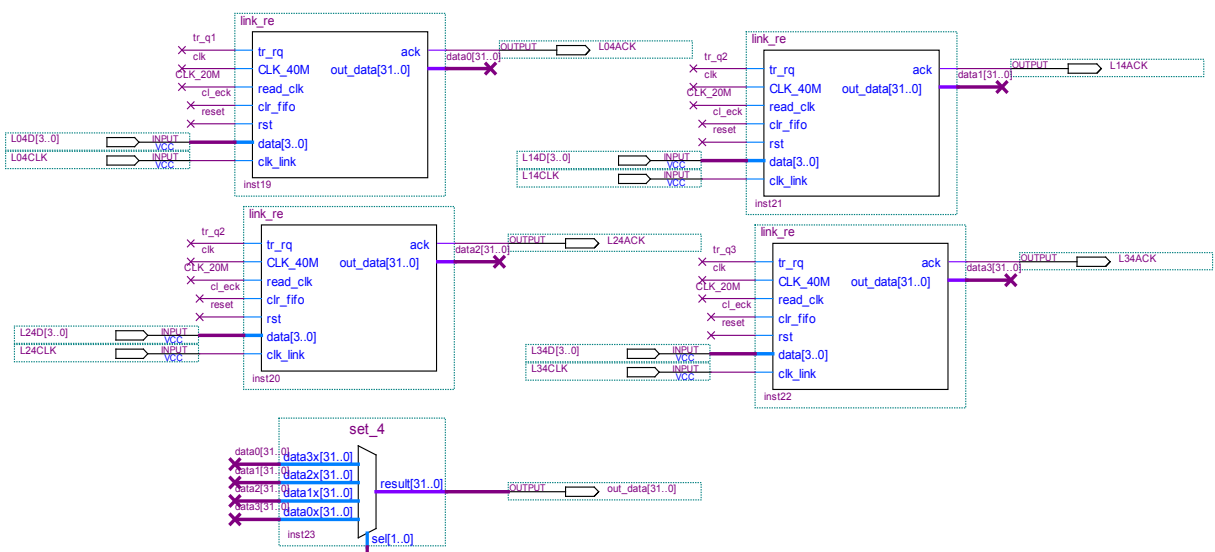 link_re
tr_q1
clk
CLK_20M
cl_eck
reset
tr_rq
CLK_40M
read_clk
clr_fifo
rst
data[3..0]
clk_link
ack
out_data[31..0]
data0[31..0]
OUTPUT
L04ACK
L04D[3..0]
INPUT
VCC
L04CLK
INPUT
VCC
inst19
link_re
tr_q2
clk
CLK_20M
cl_eck
reset
tr_rq
CLK_40M
read_clk
clr_fifo
rst
data[3..0]
clk_link
ack
out_data[31..0]
data1[31..0]
OUTPUT
L14ACK
L14D[3..0]
INPUT
VCC
L14CLK
INPUT
VCC
inst21
link_re
tr_q2
clk
CLK_20M
cl_eck
reset
tr_rq
CLK_40M
read_clk
clr_fifo
rst
data[3..0]
clk_link
ack
out_data[31..0]
data2[31..0]
OUTPUT
L24ACK
L24D[3..0]
INPUT
VCC
L24CLK
INPUT
VCC
inst20
link_re
tr_q3
clk
CLK_20M
cl_eck
reset
tr_rq
CLK_40M
read_clk
clr_fifo
rst
data[3..0]
clk_link
ack
out_data[31..0]
data3[31..0]
OUTPUT
L34ACK
L34D[3..0]
INPUT
VCC
L34CLK
INPUT
VCC
inst22
set_4
data0[31..0]
data3x[31..0]
data1[31..0]
data2x[31..0]
data2[31..0]
data1x[31..0]
data3[31..0]
data0x[31..0]
result[31..0]
OUTPUT
out_data[31..0]
inst23
sel[1..0]